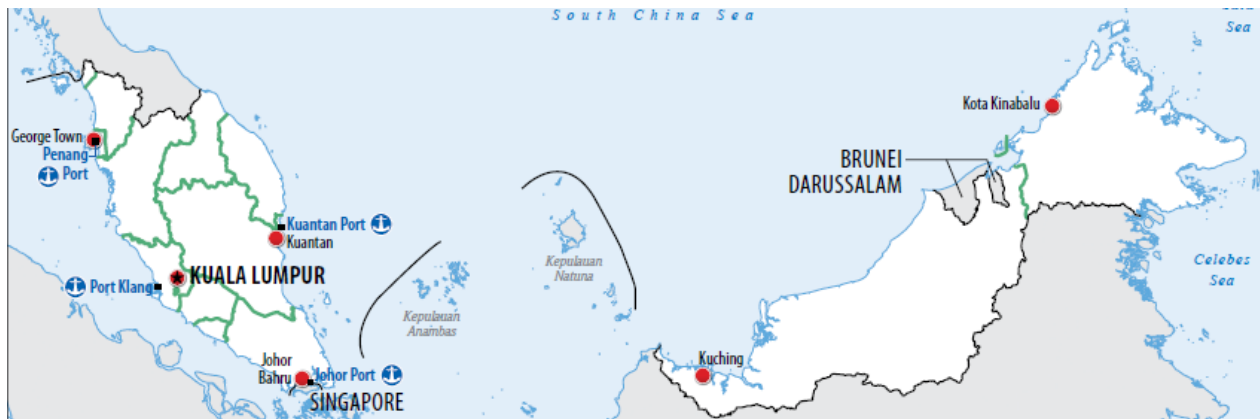 South China Sea
Sea
Kota Kinabalu
George Town
Penang
Port
BRUNEI
DARUSSALAM
Kuantan Port
Kuantan
Kepulauan
Natuna
Celebes
Sea
KUALA LUMPUR
Port Klang
Kepulauan
Anambas
Johor
Bahru
Johor Port
SINGAPORE
Kuching